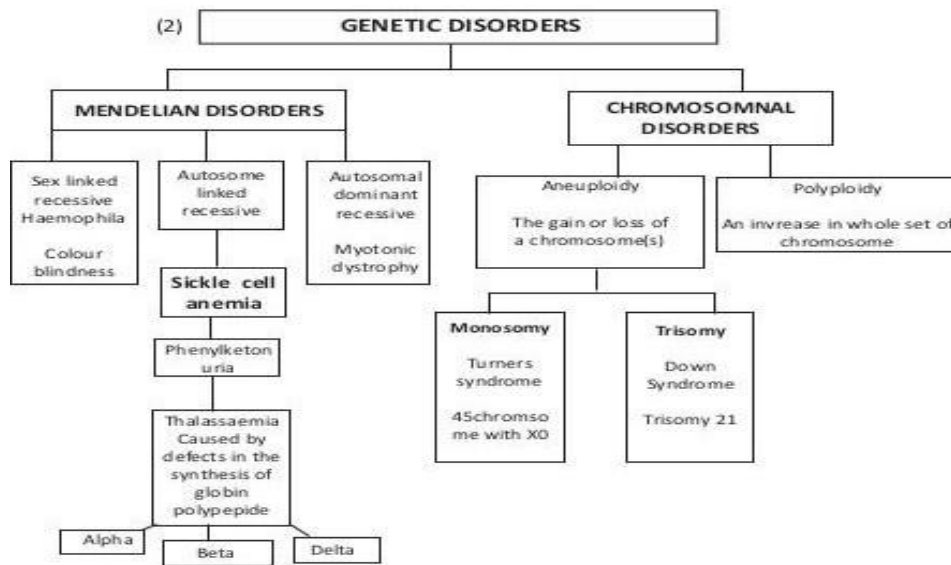 (2)
GENETIC DISORDERS
MENDELIAN DISORDERS
CHROMOSOMNAL
DISORDERS
Sex linked
recessive
Haemophila
Colour
blindness
Autosome
linked
recessive
Autosomal
dominant
recessive
Myotonic
dystrophy
Sickle cell
anemia
Phenylketon
uria
Thalassaemia
Caused by
defects in the
synthesis of
globin
polypepide
Alpha
Beta
Delta
Aneuploidy
The gain or loss of
a chromosome(s)
Polyploidy
An invrease in whole set of
chromosome
Monosomy
Turners
syndrome
45chromso
me with X0
Trisomy
Down
Syndrome
Trisomy 21